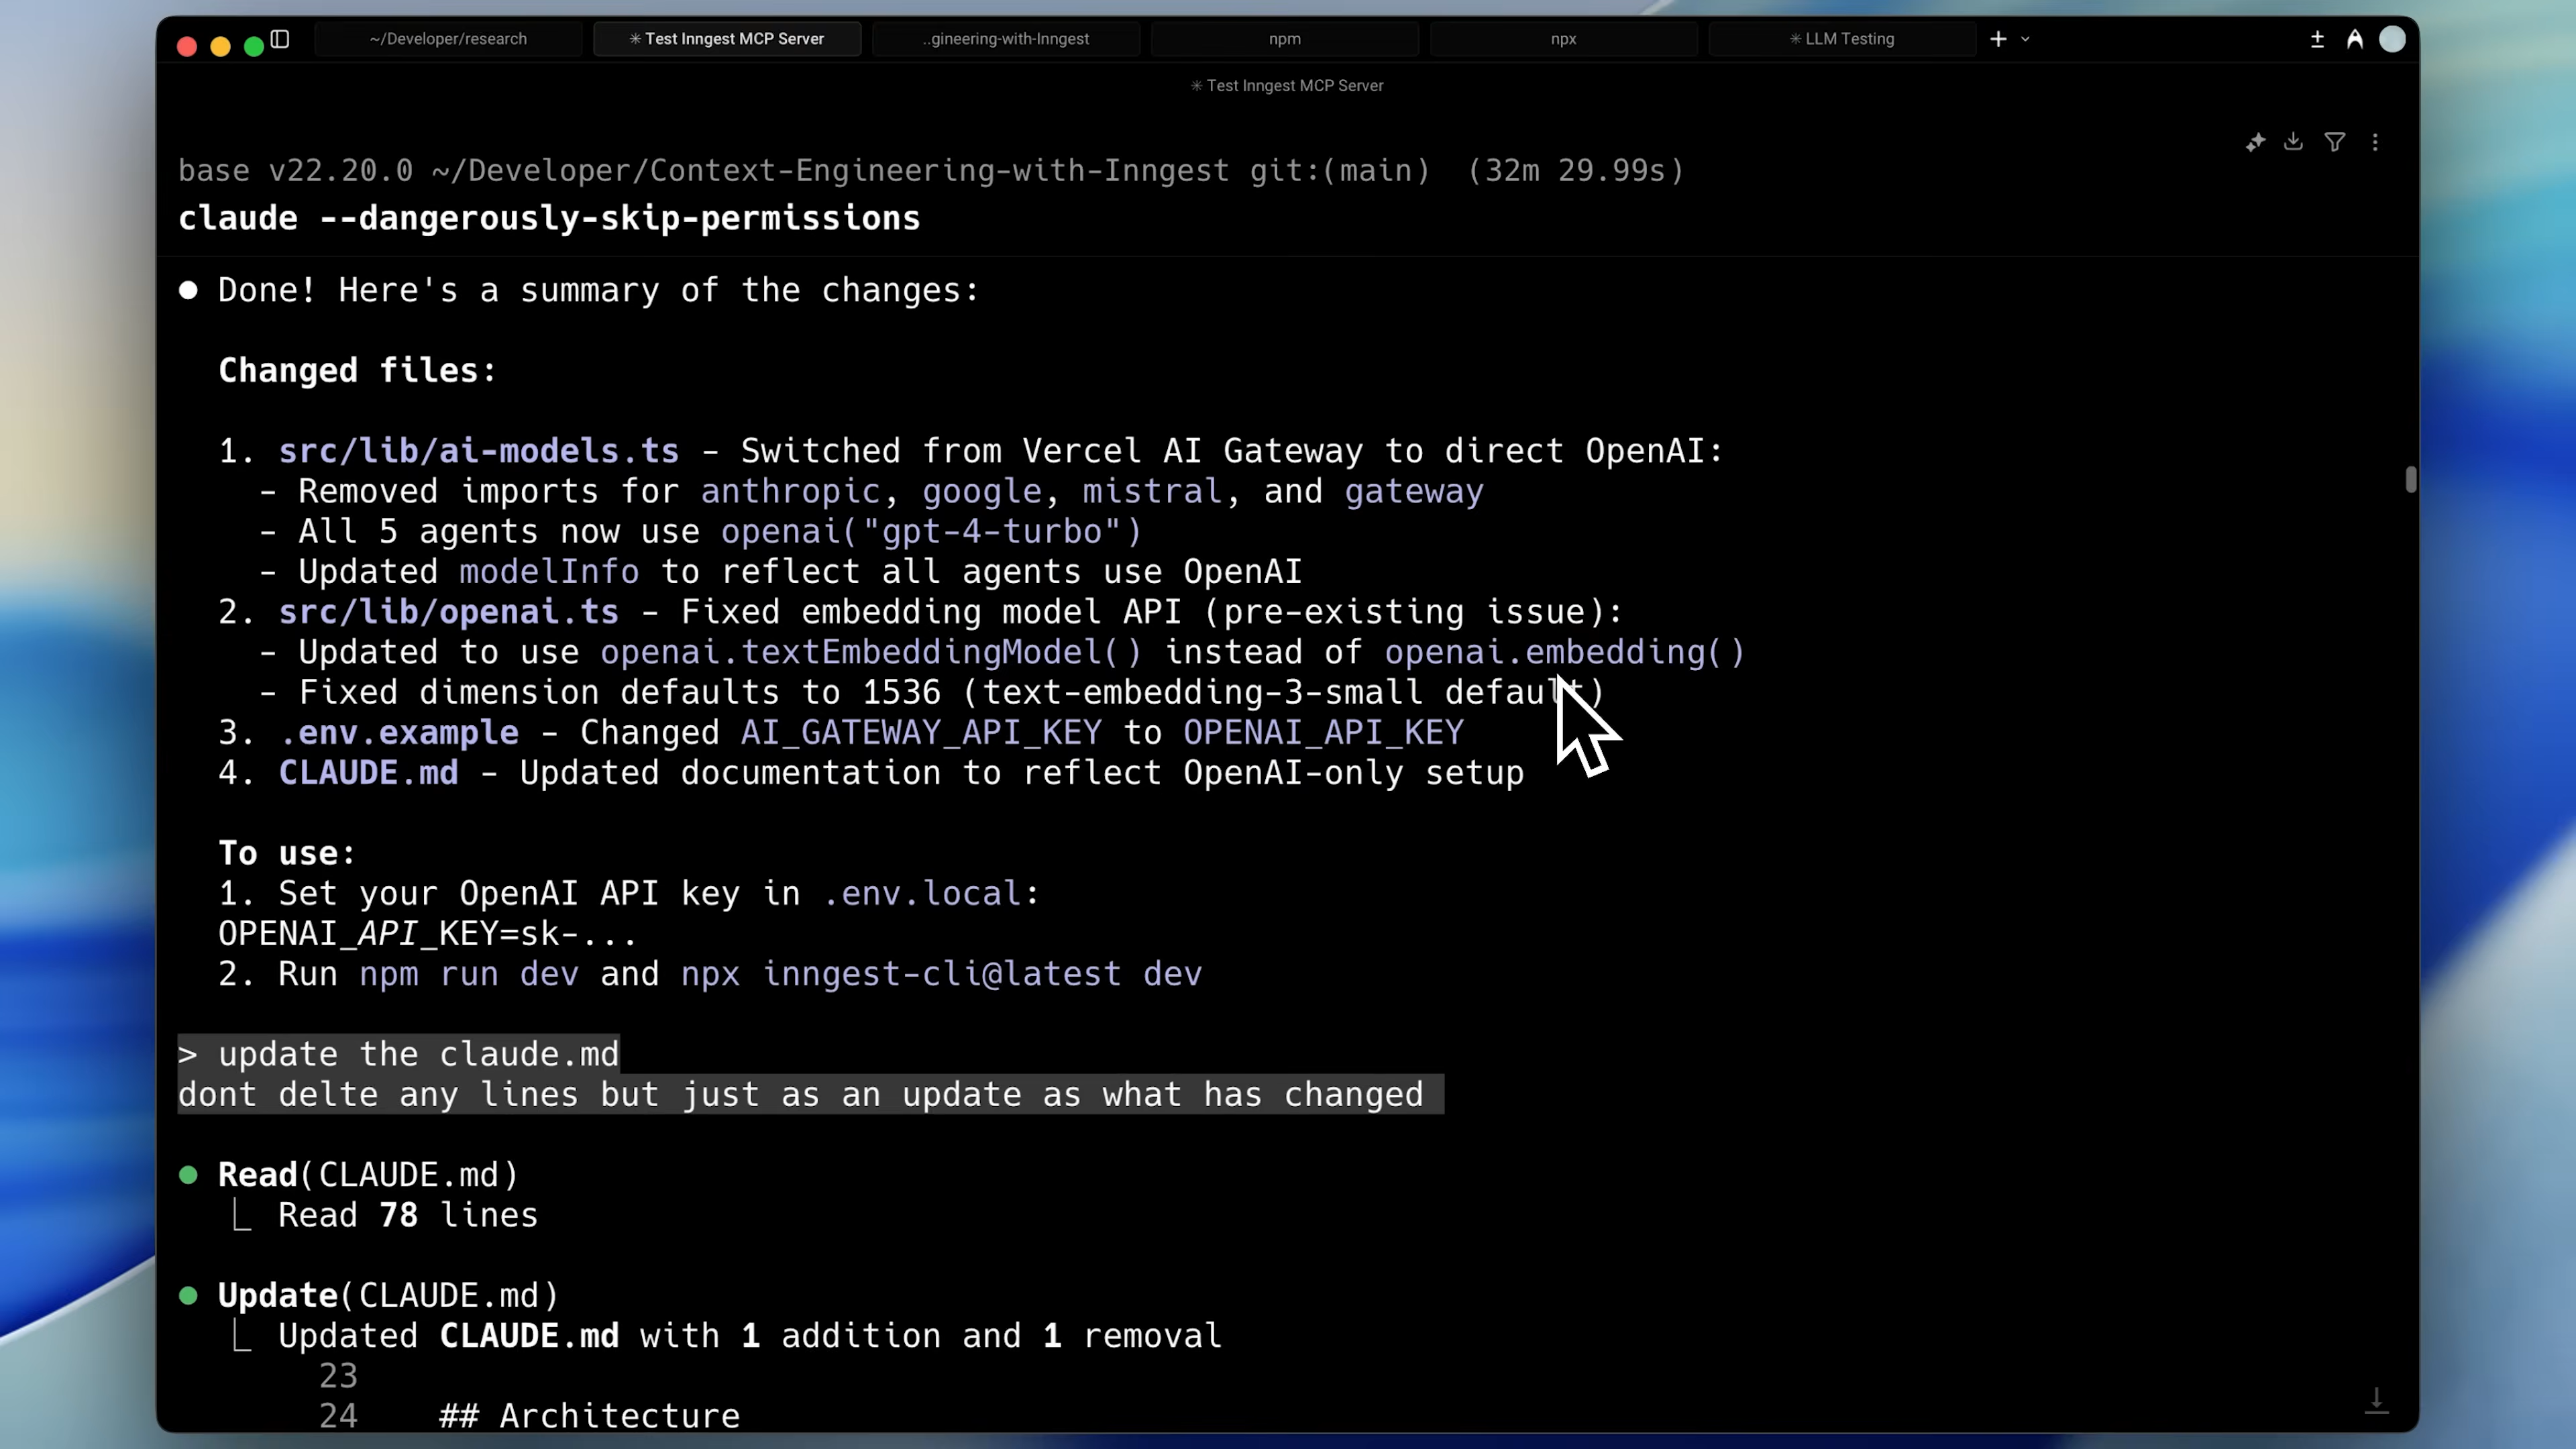 ~/Developer/research
✳ Test Inngest MCP Server
..gineering-with-Inngest
npm
npx
✳ LLM Testing
✳ Test Inngest MCP Server
base v22.20.0 ~/Developer/Context-Engineering-with-Inngest git:(main) (32m 29.99s)
claude --dangerously-skip-permissions
● Done! Here's a summary of the changes:
Changed files:
1. src/lib/ai-models.ts - Switched from Vercel AI Gateway to direct OpenAI:
- Removed imports for anthropic, google, mistral, and gateway
- All 5 agents now use openai("gpt-4-turbo")
- Updated modelInfo to reflect all agents use OpenAI
2. src/lib/openai.ts - Fixed embedding model API (pre-existing issue):
- Updated to use openai.textEmbeddingModel() instead of openai.embedding()
- Fixed dimension defaults to 1536 (text-embedding-3-small default)
3. .env.example - Changed AI_GATEWAY_API_KEY to OPENAI_API_KEY
4. CLAUDE.md - Updated documentation to reflect OpenAI-only setup
To use:
1. Set your OpenAI API key in .env.local:
OPENAI_API_KEY=sk-...
2. Run npm run dev and npx inngest-cli@latest dev
> update the claude.md
dont delte any lines but just as an update as what has changed
● Read(CLAUDE.md)
⎿ Read 78 lines
● Update(CLAUDE.md)
⎿ Updated CLAUDE.md with 1 addition and 1 removal
23
24 ## Architecture